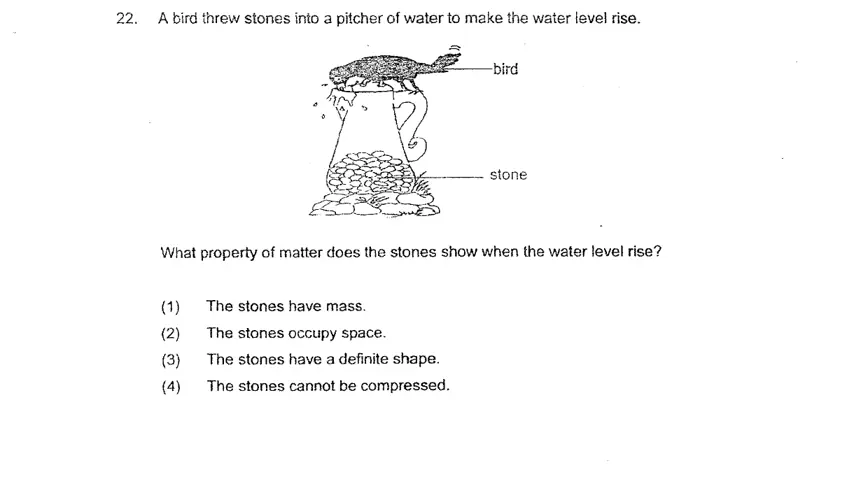 22. A bird threw stones into a pitcher of water to make the water level rise.
bird
stone
What property of matter does the stones show when the water level rise?
(1) The stones have mass.
(2) The stones occupy space.
(3) The stones have a definite shape.
(4) The stones cannot be compressed.